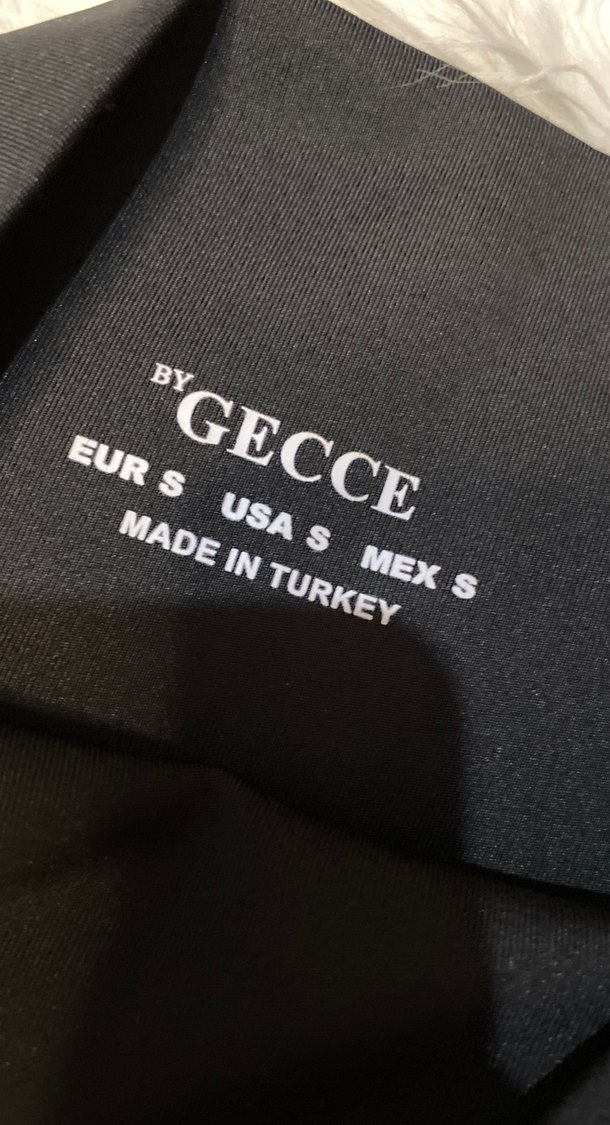 BY GECCE
EUR S USA S MEX S
MADE IN TURKEY